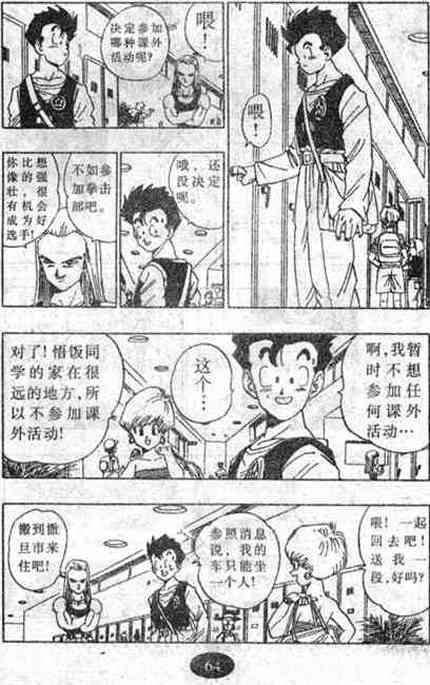 喂!
喂!
决定参加
哪种课外
活动呢?
哦,还
没决定
呢。
不如参
加拳击
部吧。
你比想
像的强
壮,很
有机会
成为好
选手!
啊,我暂
时不想
参加任
何课外
活动…
这个…
对了!悟饭同
学的家在很
远的地方,所
以不参加课
外活动!
喂!一起
回去吧!
送我一
段,好吗?
参照消息
说,我的
车只能坐
一个人!
搬到撒
旦市来
住吧!
64